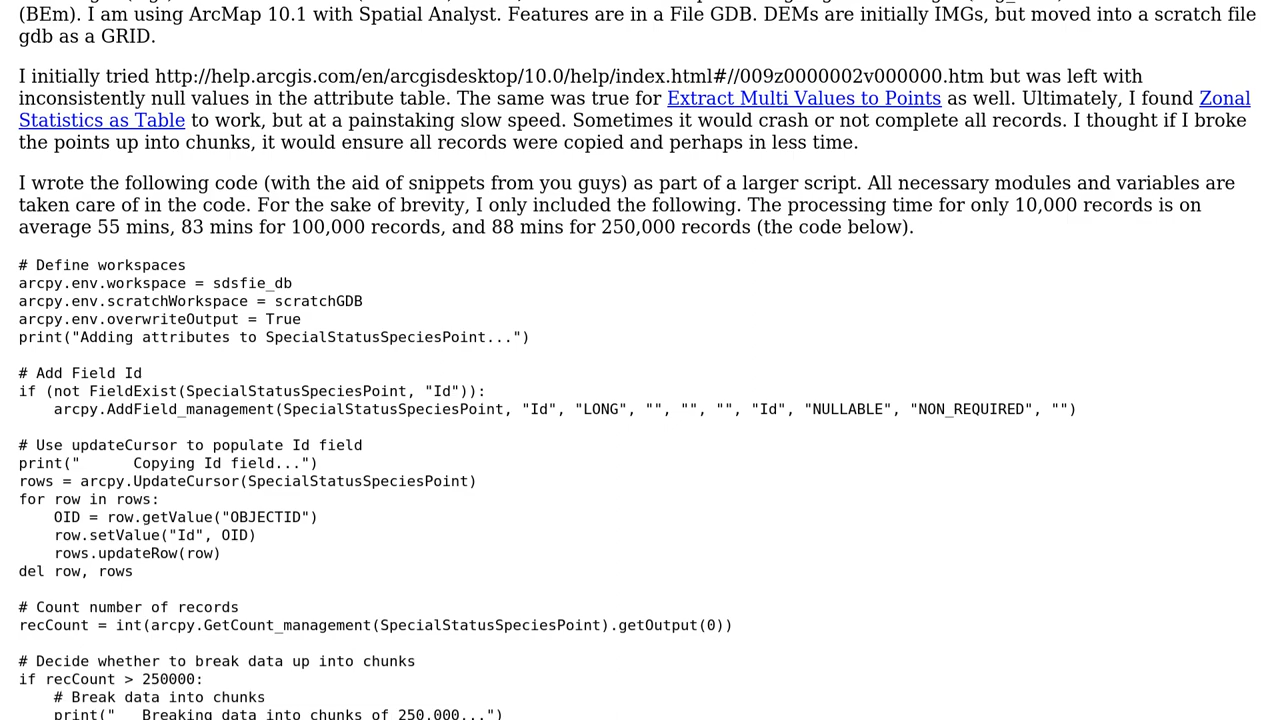 (BEm). I am using ArcMap 10.1 with Spatial Analyst. Features are in a File GDB. DEMs are initially IMGs, but moved into a scratch file
gdb as a GRID.
I initially tried http://help.arcgis.com/en/arcgisdesktop/10.0/help/index.html#//009z0000002v000000.htm but was left with
inconsistently null values in the attribute table. The same was true for Extract Multi Values to Points as well. Ultimately, I found Zonal
Statistics as Table to work, but at a painstaking slow speed. Sometimes it would crash or not complete all records. I thought if I broke
the points up into chunks, it would ensure all records were copied and perhaps in less time.
I wrote the following code (with the aid of snippets from you guys) as part of a larger script. All necessary modules and variables are
taken care of in the code. For the sake of brevity, I only included the following. The processing time for only 10,000 records is on
average 55 mins, 83 mins for 100,000 records, and 88 mins for 250,000 records (the code below).
# Define workspaces
arcpy.env.workspace = sdsfie_db
arcpy.env.scratchWorkspace = scratchGDB
arcpy.env.overwriteOutput = True
print("Adding attributes to SpecialStatusSpeciesPoint...")
# Add Field Id
if (not FieldExist(SpecialStatusSpeciesPoint, "Id")):
    arcpy.AddField_management(SpecialStatusSpeciesPoint, "Id", "LONG", "", "", "", "Id", "NULLABLE", "NON_REQUIRED", "")
# Use updateCursor to populate Id field
print("      Copying Id field...")
rows = arcpy.UpdateCursor(SpecialStatusSpeciesPoint)
for row in rows:
    OID = row.getValue("OBJECTID")
    row.setValue("Id", OID)
    rows.updateRow(row)
del row, rows
# Count number of records
recCount = int(arcpy.GetCount_management(SpecialStatusSpeciesPoint).getOutput(0))
# Decide whether to break data up into chunks
if recCount > 250000:
    # Break data into chunks
    print("   Breaking data into chunks of 250,000...")